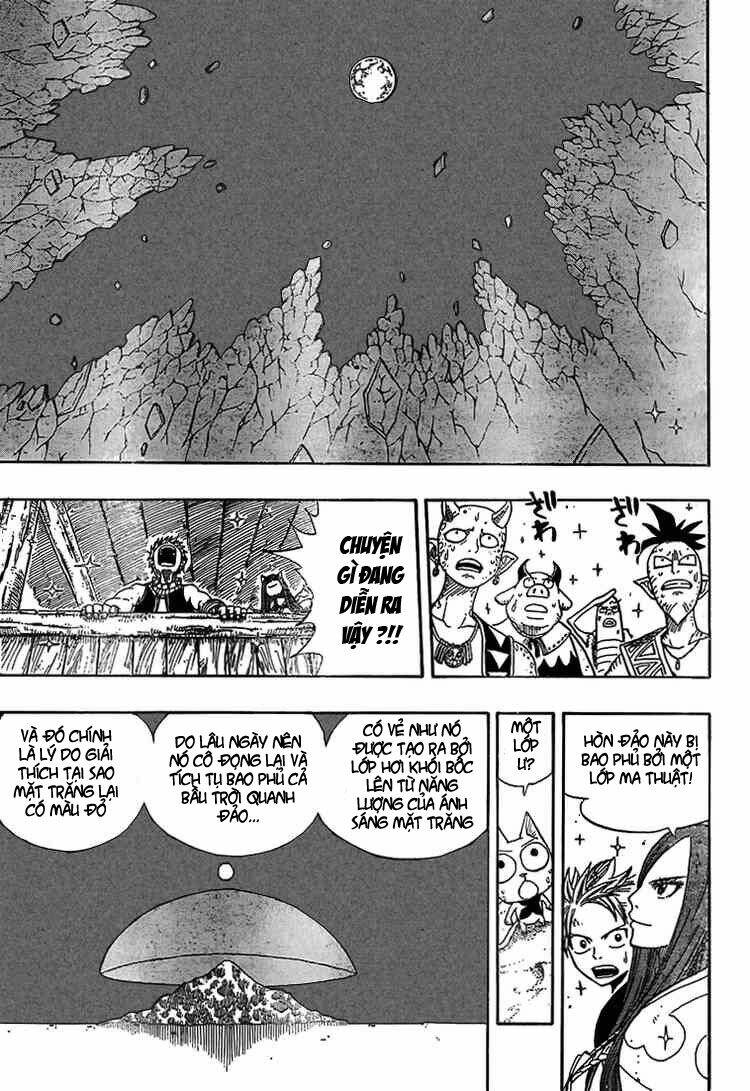 ざわ
ざわ
CHUYỆN
GÌ ĐANG
DIỄN RA
VẬY ?!!
HÒN ĐẢO NÀY BỊ
BAO PHỦ BỞI MỘT
LỚP MA THUẬT!
MỘT
LỚP
Ư?
CÓ VẺ NHƯ NÓ
ĐƯỢC TẠO RA BỞI
LỚP HƠI KHÓI BỐC
LÊN TỪ NĂNG
LƯỢNG CỦA ÁNH
SÁNG MẶT TRĂNG
DO LÂU NGÀY NÊN
NÓ CÔ ĐỌNG LẠI VÀ
TÍCH TỤ BAO PHỦ CẢ
BẦU TRỜI QUANH
ĐẢO...
VÀ ĐÓ CHÍNH
LÀ LÝ DO GIẢI
THÍCH TẠI SAO
MẶT TRĂNG LẠI
CÓ MÀU ĐỎ